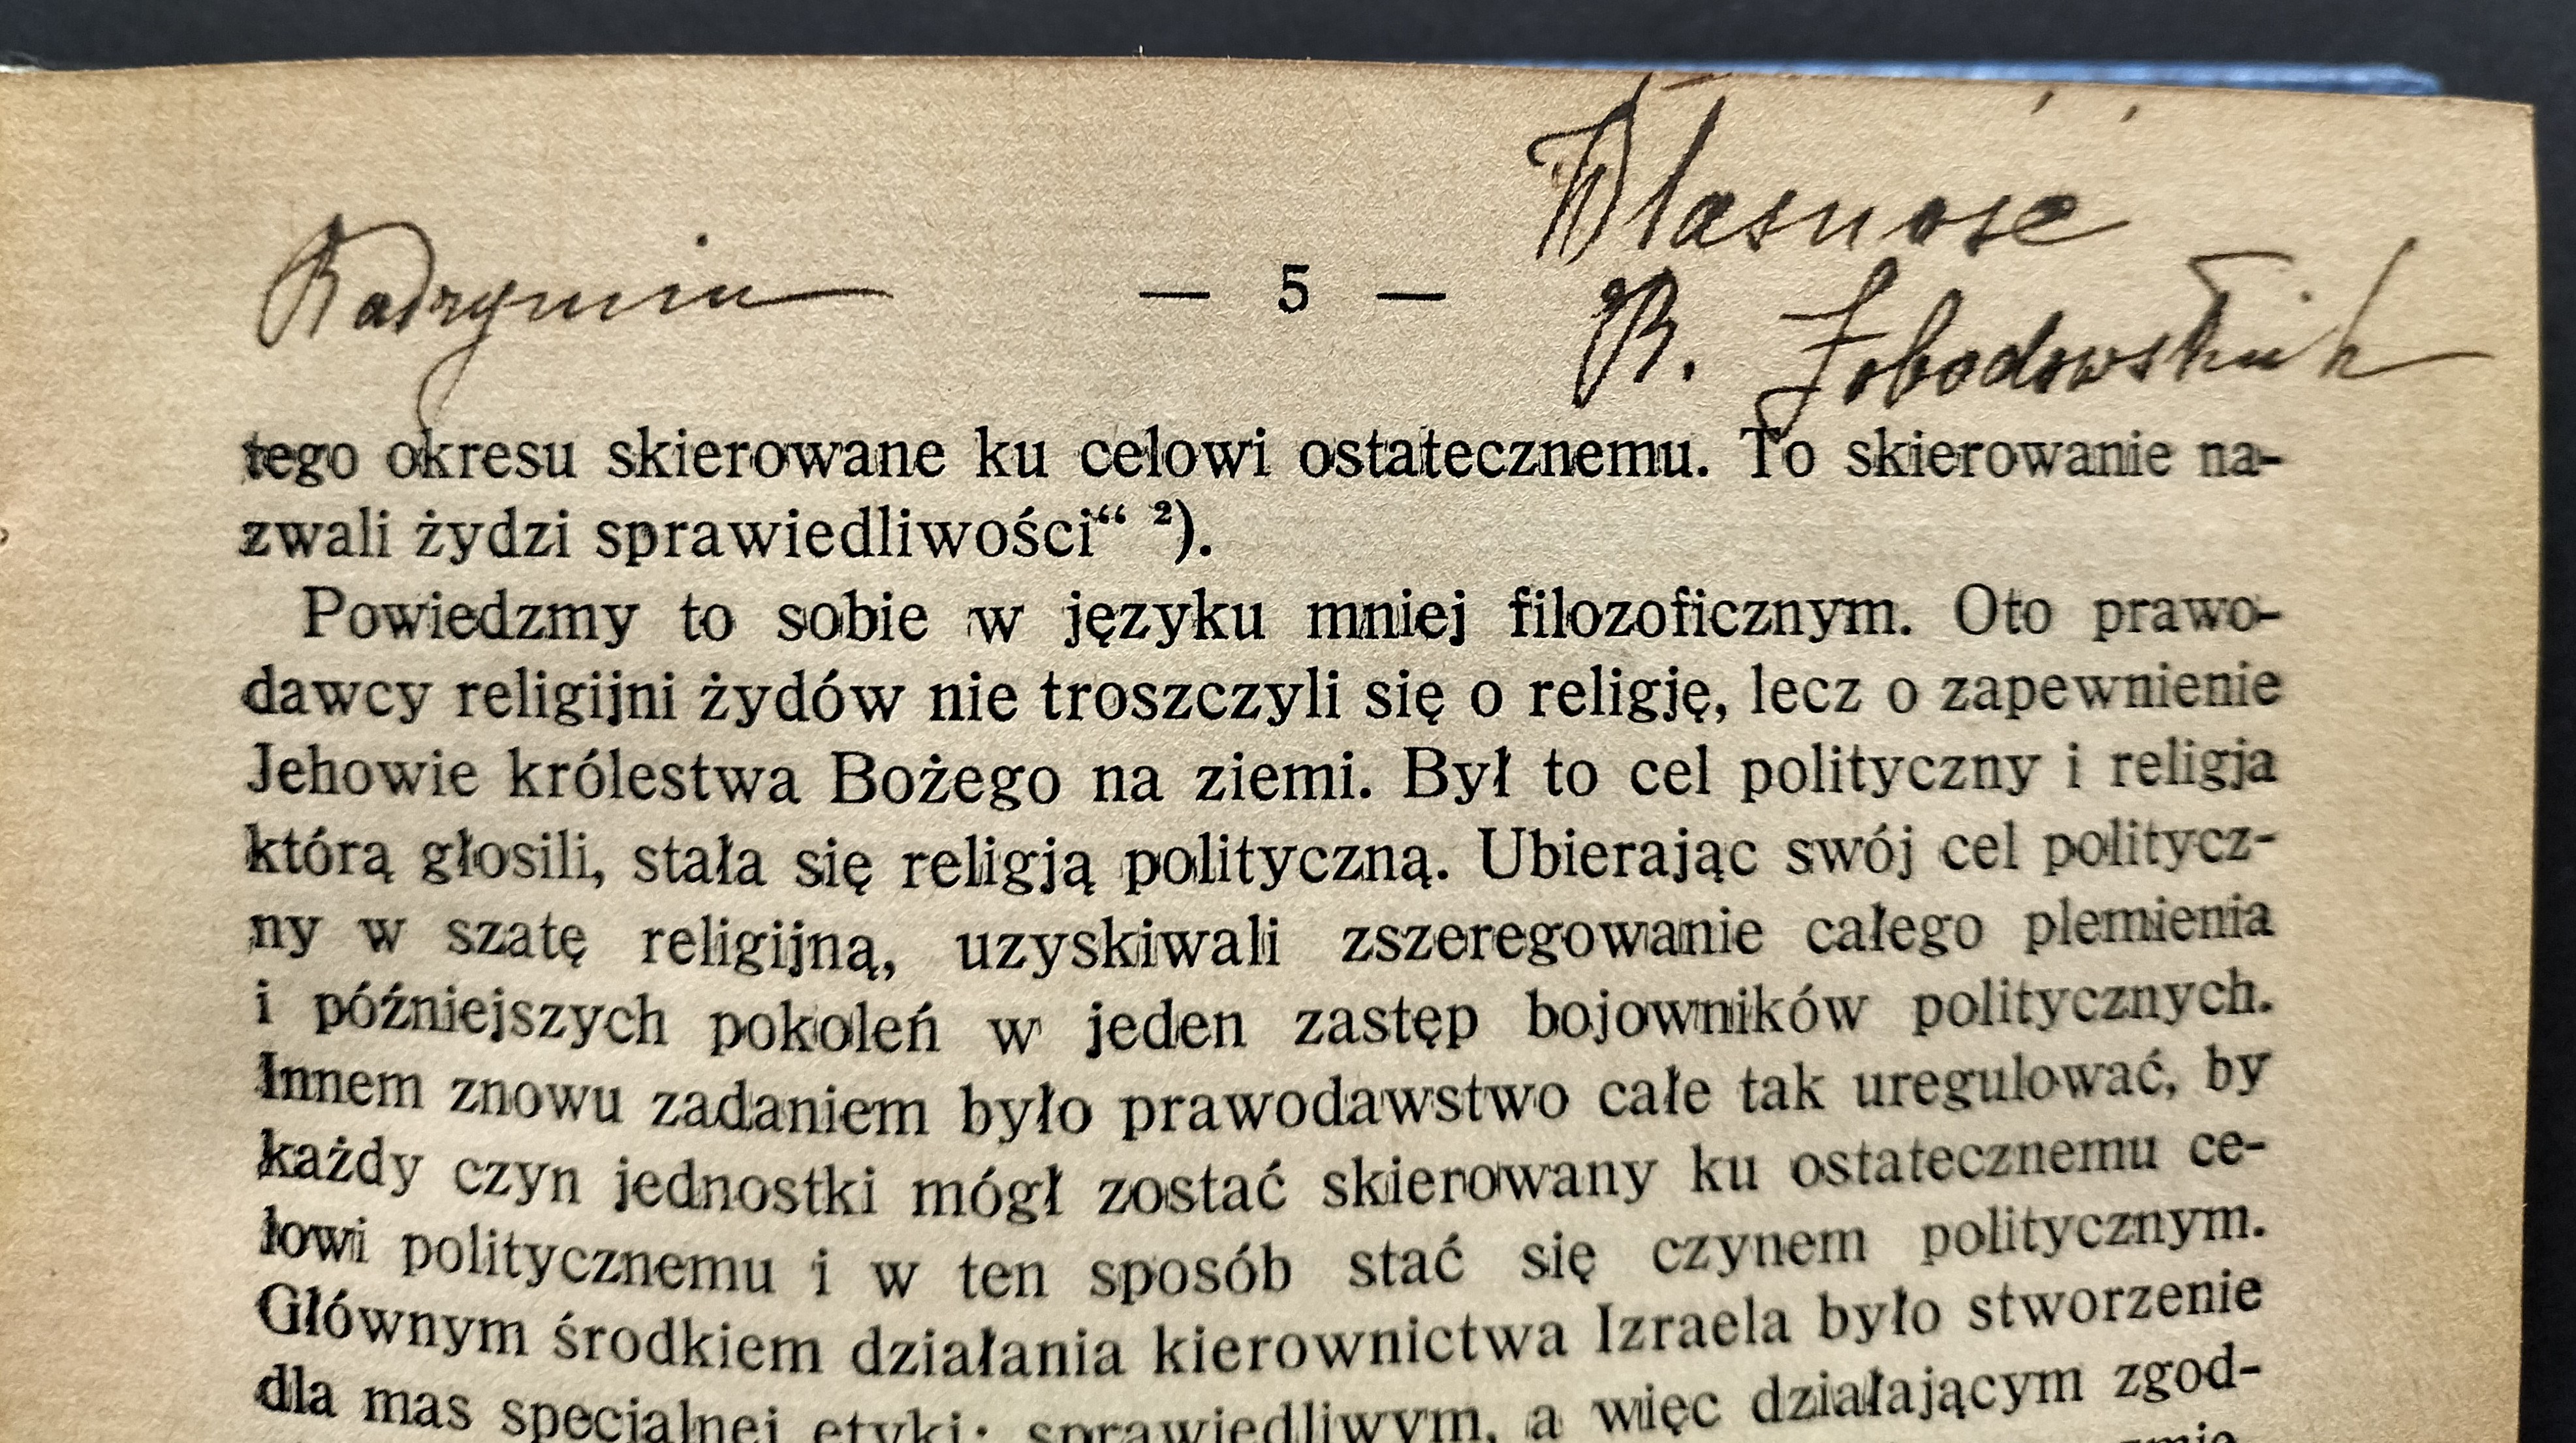 Własność
Radzymin — 5 —
B.
tego okresu skierowane ku celowi ostatecznemu. To skierowanie na-
zwali żydzi sprawiedliwości“ ²).
Powiedzmy to sobie w języku mniej filozoficznym. Oto prawo-
dawcy religijni żydów nie troszczyli się o religję, lecz o zapewnienie
Jehowie królestwa Bożego na ziemi. Był to cel polityczny i religja
którą głosili, stała się religją polityczną. Ubierając swój cel politycz-
ny w szatę religijną, uzyskiwali zszeregowanie całego plemienia
i późniejszych pokoleń w jeden zastęp bojowników politycznych.
Innem znowu zadaniem było prawodawstwo całe tak uregulować, by
każdy czyn jednostki mógł zostać skierowany ku ostatecznemu ce-
lowi politycznemu i w ten sposób stać się czynem politycznym.
Głównym środkiem działania kierownictwa Izraela było stworzenie
dla mas specjalnej etyki: sprawiedliwym, a więc działającym zgod-